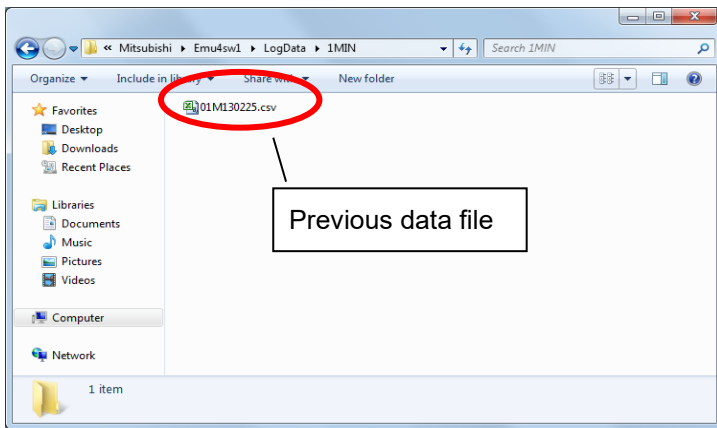 « Mitsubishi ▸ Emu4sw1 ▸ LogData ▸ 1MIN
Search 1MIN
Organize Include in library Share with New folder
Favorites
Desktop
Downloads
Recent Places
Libraries
Documents
Music
Pictures
Videos
Computer
Network
01M130225.csv
Previous data file
1 item